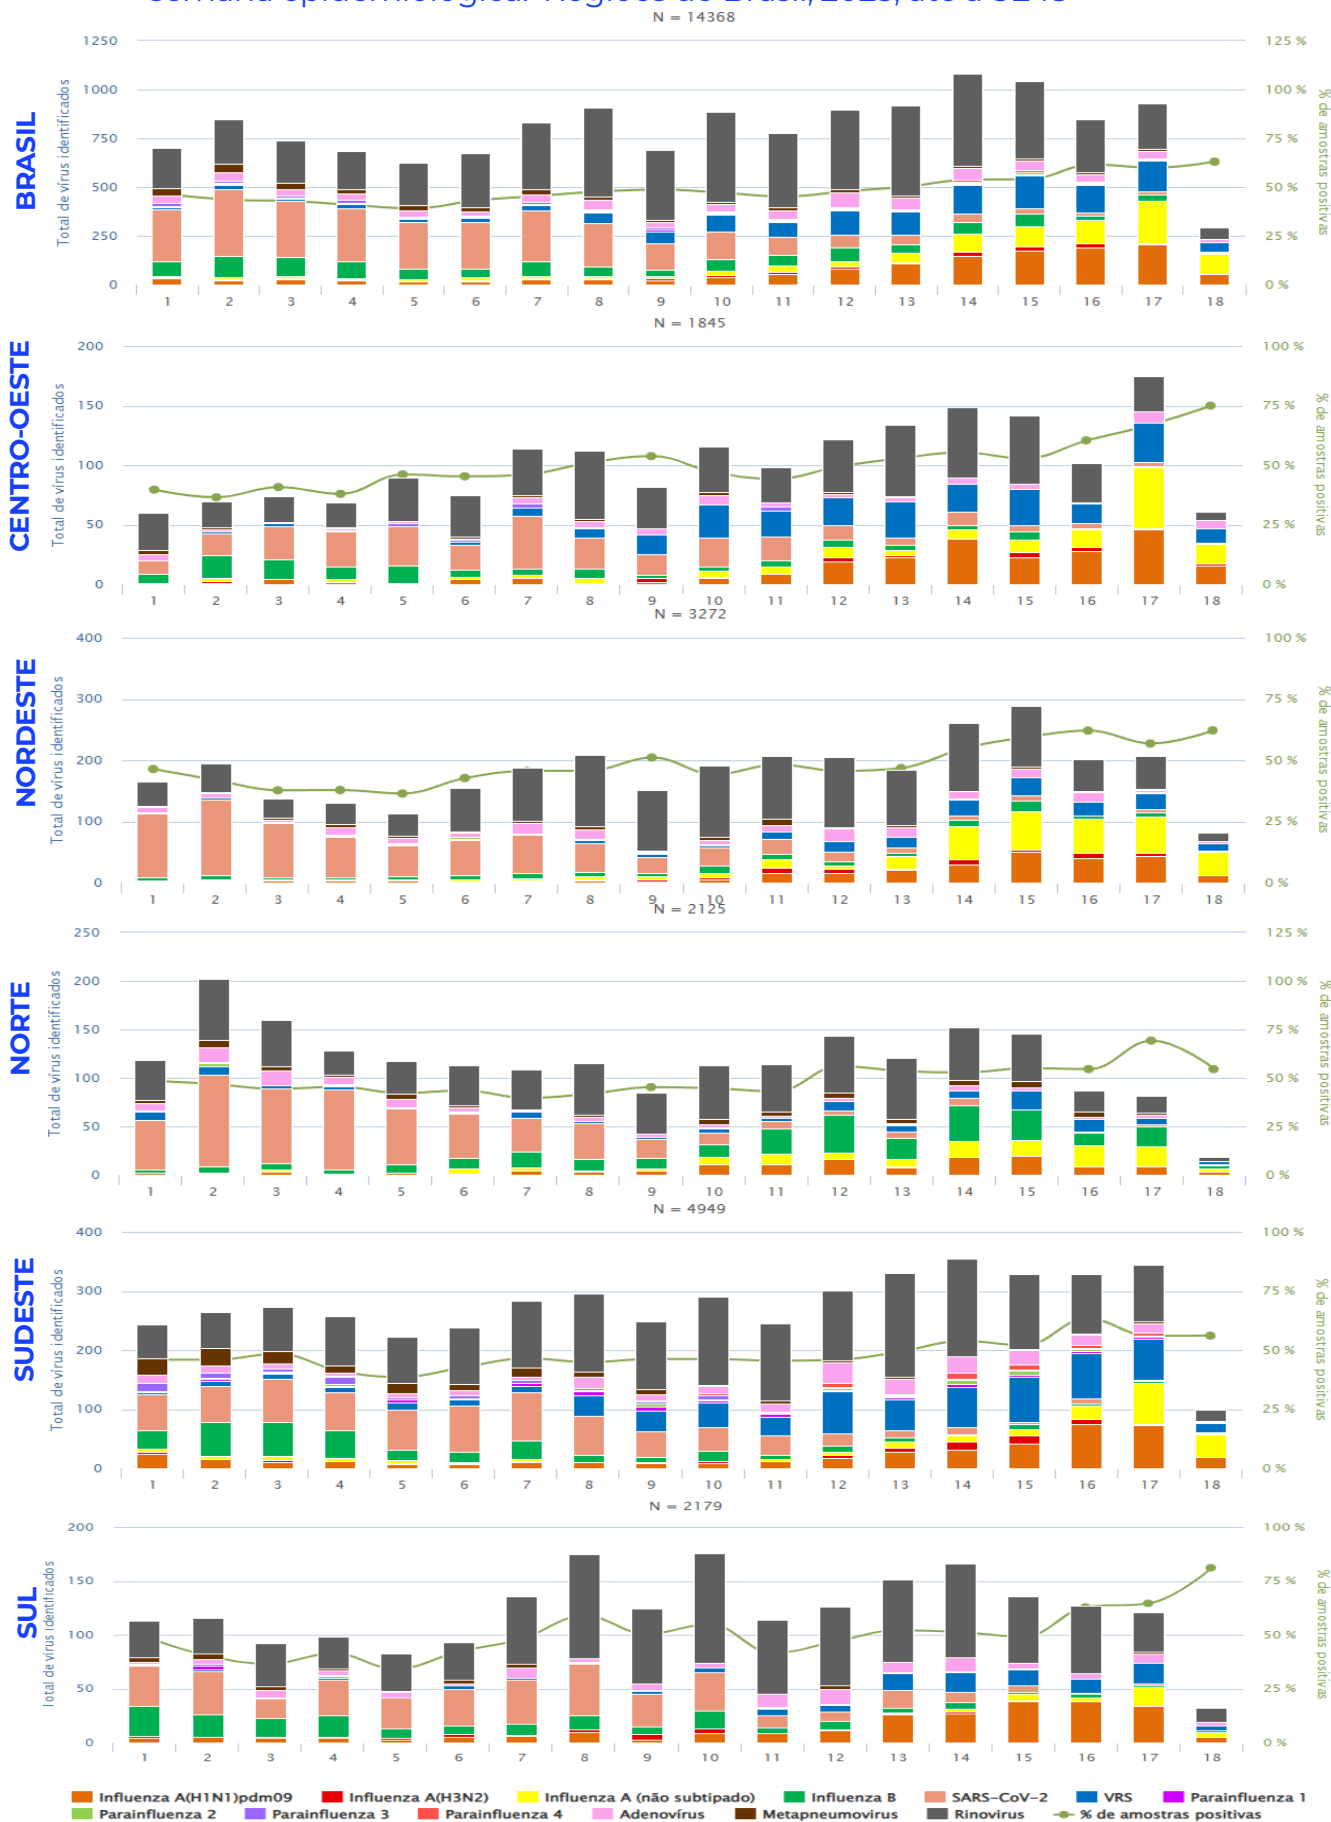 semana epidemiológica. Regiões do Brasil, 2025, até a SE 18
N = 14368
BRASIL
Total de vírus identificados
% de amostras positivas
1250 125 %
1000 100 %
750 75 %
500 50 %
250 25 %
0 0 %
1 2 3 4 5 6 7 8 9 10 11 12 13 14 15 16 17 18
N = 1845
CENTRO-OESTE
Total de vírus identificados
% de amostras positivas
200 100 %
150 75 %
100 50 %
50 25 %
0 0 %
1 2 3 4 5 6 7 8 9 10 11 12 13 14 15 16 17 18
N = 3272
NORDESTE
Total de vírus identificados
% de amostras positivas
400 100 %
300 75 %
200 50 %
100 25 %
0 0 %
1 2 3 4 5 6 7 8 9 10 11 12 13 14 15 16 17 18
N = 2125
NORTE
Total de vírus identificados
% de amostras positivas
250 125 %
200 100 %
150 75 %
100 50 %
50 25 %
0 0 %
1 2 3 4 5 6 7 8 9 10 11 12 13 14 15 16 17 18
N = 4949
SUDESTE
Total de vírus identificados
% de amostras positivas
400 100 %
300 75 %
200 50 %
100 25 %
0 0 %
1 2 3 4 5 6 7 8 9 10 11 12 13 14 15 16 17 18
N = 2179
SUL
Total de vírus identificados
% de amostras positivas
200 100 %
150 75 %
100 50 %
50 25 %
0 0 %
1 2 3 4 5 6 7 8 9 10 11 12 13 14 15 16 17 18
Influenza A(H1N1)pdm09 Influenza A(H3N2) Influenza A (não subtipado) Influenza B SARS-CoV-2 VRS Parainfluenza 1
Parainfluenza 2 Parainfluenza 3 Parainfluenza 4 Adenovírus Metapneumovirus Rinovirus % de amostras positivas